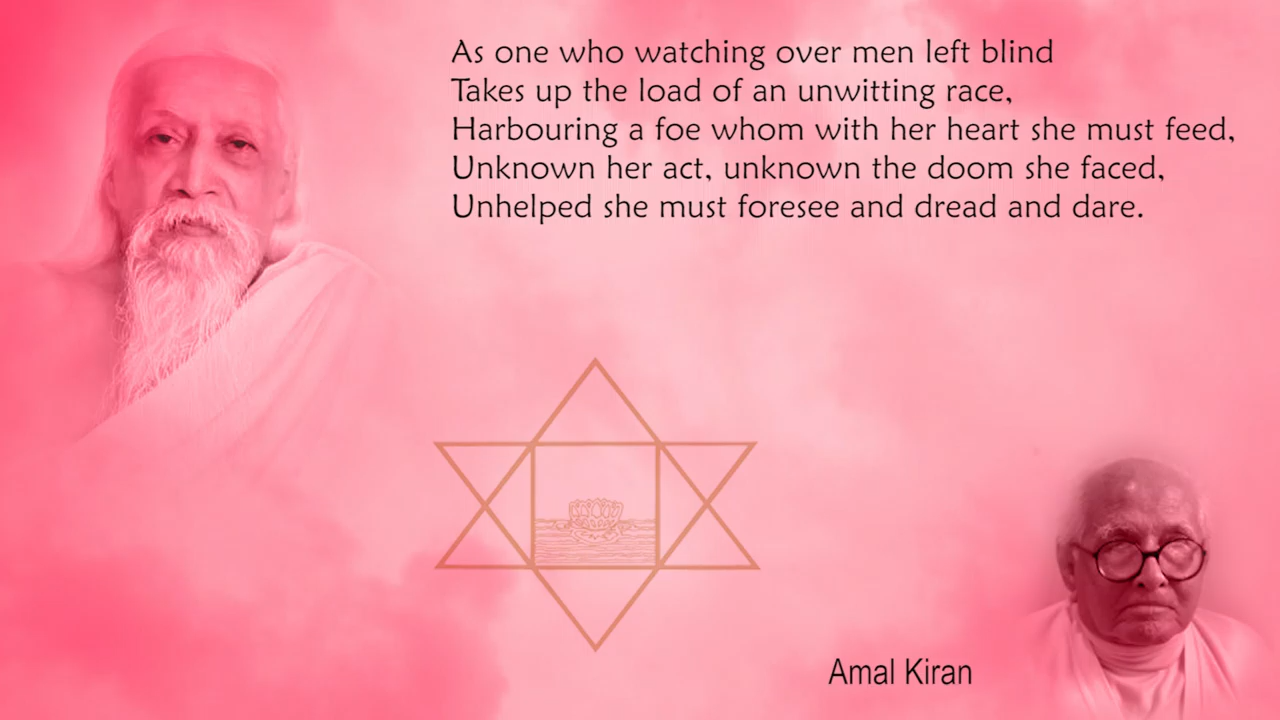 As one who watching over men left blind
Takes up the load of an unwitting race,
Harbouring a foe whom with her heart she must feed,
Unknown her act, unknown the doom she faced,
Unhelped she must foresee and dread and dare.
Amal Kiran